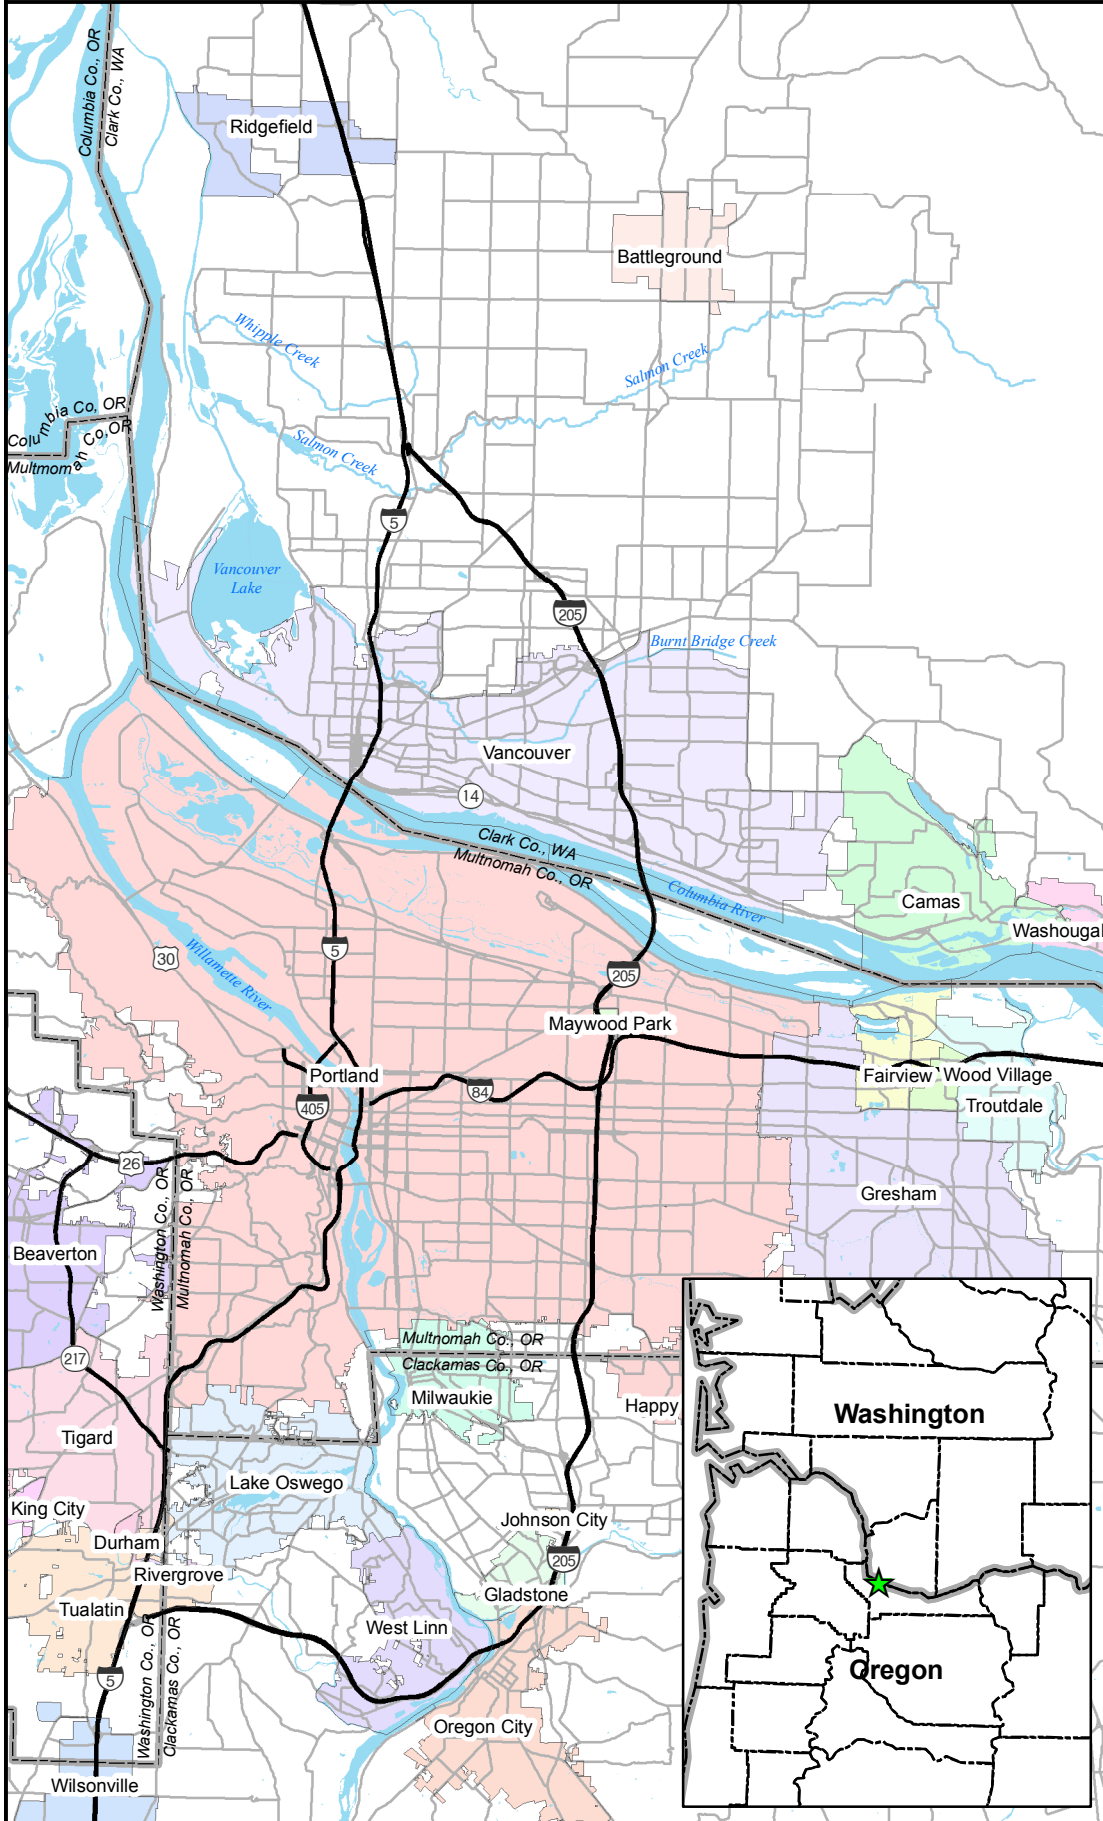 Columbia Co., OR
Clark Co., WA
Ridgefield
Battleground
Whipple Creek
Salmon Creek
Columbia Co, OR
Multmomah Co,OR
Salmon Creek
5
Vancouver
Lake
205
Burnt Bridge Creek
Vancouver
14
Clark Co., WA
Multnomah Co., OR
Columbia River
Camas
Washougal
30
Willamette River
5
205
Maywood Park
Portland
84
405
Fairview
Wood Village
Troutdale
26
Washington Co., OR
Multnomah Co., OR
Gresham
Beaverton
217
Multnomah Co., OR
Clackamas Co., OR
Milwaukie
Happy
Tigard
Lake Oswego
King City
Johnson City
Durham
205
Rivergrove
Gladstone
Tualatin
West Linn
5
Washington Co., OR
Clackamas Co., OR
Oregon City
Wilsonville
Washington
Oregon